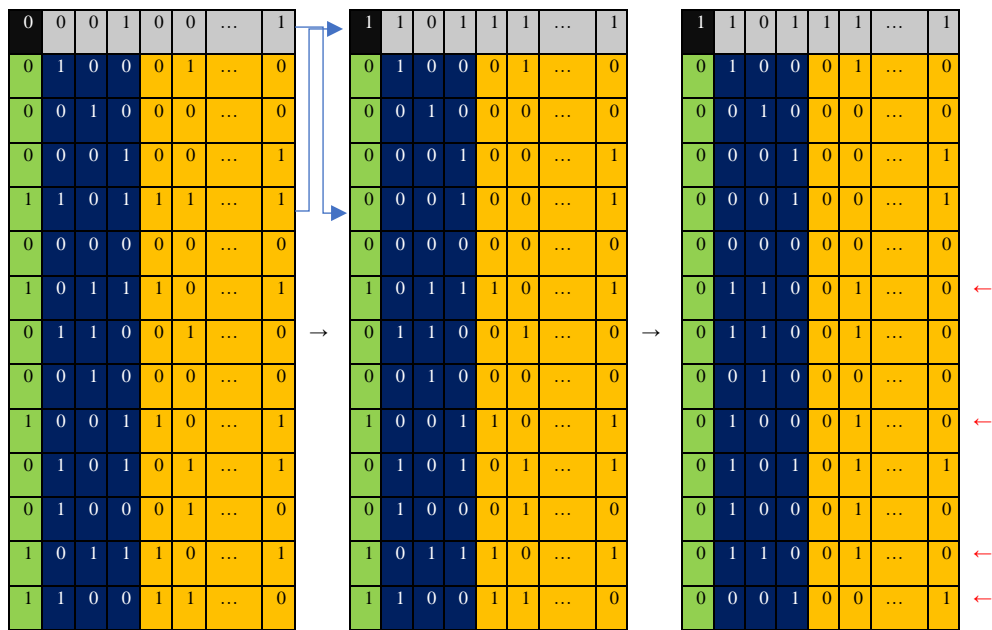 0 0 0 1 0 0 … 1 1 1 0 1 1 1 … 1 1 1 0 1 1 1 … 1
0 1 0 0 0 1 … 0 0 1 0 0 0 1 … 0 0 1 0 0 0 1 … 0
0 0 1 0 0 0 … 0 0 0 1 0 0 0 … 0 0 0 1 0 0 0 … 0
0 0 0 1 0 0 … 1 0 0 0 1 0 0 … 1 0 0 0 1 0 0 … 1
1 1 0 1 1 1 … 1 0 0 0 1 0 0 … 1 0 0 0 1 0 0 … 1
0 0 0 0 0 0 … 0 0 0 0 0 0 0 … 0 0 0 0 0 0 0 … 0
1 0 1 1 1 0 … 1 1 0 1 1 1 0 … 1 0 1 1 0 0 1 … 0 ←
0 1 1 0 0 1 … 0 → 0 1 1 0 0 1 … 0 → 0 1 1 0 0 1 … 0
0 0 1 0 0 0 … 0 0 0 1 0 0 0 … 0 0 0 1 0 0 0 … 0
1 0 0 1 1 0 … 1 1 0 0 1 1 0 … 1 0 1 0 0 0 1 … 0 ←
0 1 0 1 0 1 … 1 0 1 0 1 0 1 … 1 0 1 0 1 0 1 … 1
0 1 0 0 0 1 … 0 0 1 0 0 0 1 … 0 0 1 0 0 0 1 … 0
1 0 1 1 1 0 … 1 1 0 1 1 1 0 … 1 0 1 1 0 0 1 … 0 ←
1 1 0 0 1 1 … 0 1 1 0 0 1 1 … 0 0 0 0 1 0 0 … 1 ←